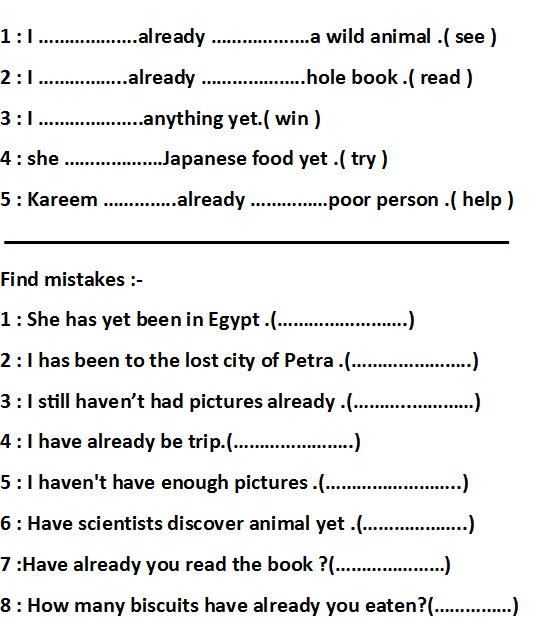 1 : I ...................already ...................a wild animal .( see )
2 : I .................already ....................hole book .( read )
3 : I ....................anything yet.( win )
4 : she ...................Japanese food yet .( try )
5 : Kareem ..............already ...............poor person .( help )
Find mistakes :-
1 : She has yet been in Egypt .(.........................)
2 : I has been to the lost city of Petra .(.......................)
3 : I still haven’t had pictures already .(.......................)
4 : I have already be trip.(.......................)
5 : I haven't have enough pictures .(..........................)
6 : Have scientists discover animal yet .(....................)
7 :Have already you read the book ?(.....................)
8 : How many biscuits have already you eaten?(...............)